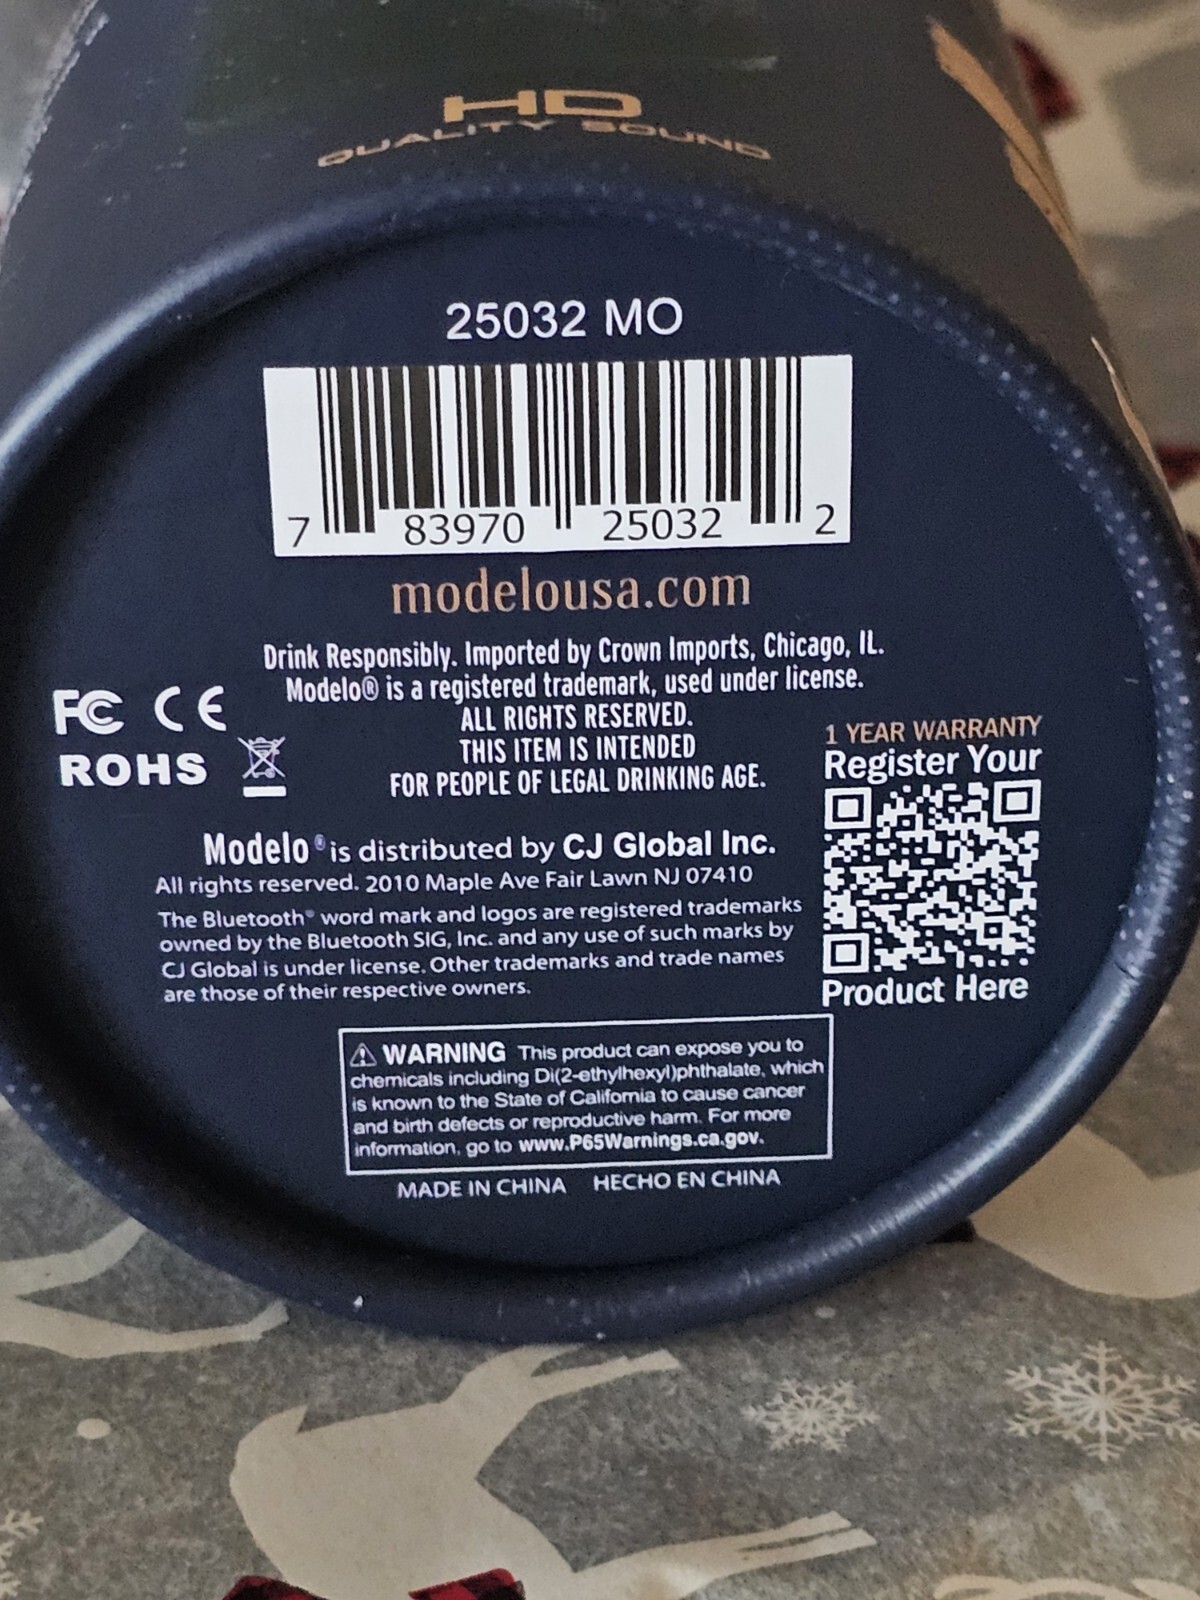 HD
QUALITY SOUND
25032 MO
7 83970 25032 2
modelousa.com
Drink Responsibly. Imported by Crown Imports, Chicago, IL.
Modelo® is a registered trademark, used under license.
ALL RIGHTS RESERVED.
THIS ITEM IS INTENDED
FOR PEOPLE OF LEGAL DRINKING AGE.
FC CE
ROHS
1 YEAR WARRANTY
Register Your
Product Here
Modelo® is distributed by CJ Global Inc.
All rights reserved. 2010 Maple Ave Fair Lawn NJ 07410
The Bluetooth® word mark and logos are registered trademarks
owned by the Bluetooth SIG, Inc. and any use of such marks by
CJ Global is under license. Other trademarks and trade names
are those of their respective owners.
⚠ WARNING This product can expose you to
chemicals including Di(2-ethylhexyl)phthalate, which
is known to the State of California to cause cancer
and birth defects or reproductive harm. For more
information, go to www.P65Warnings.ca.gov.
MADE IN CHINA HECHO EN CHINA